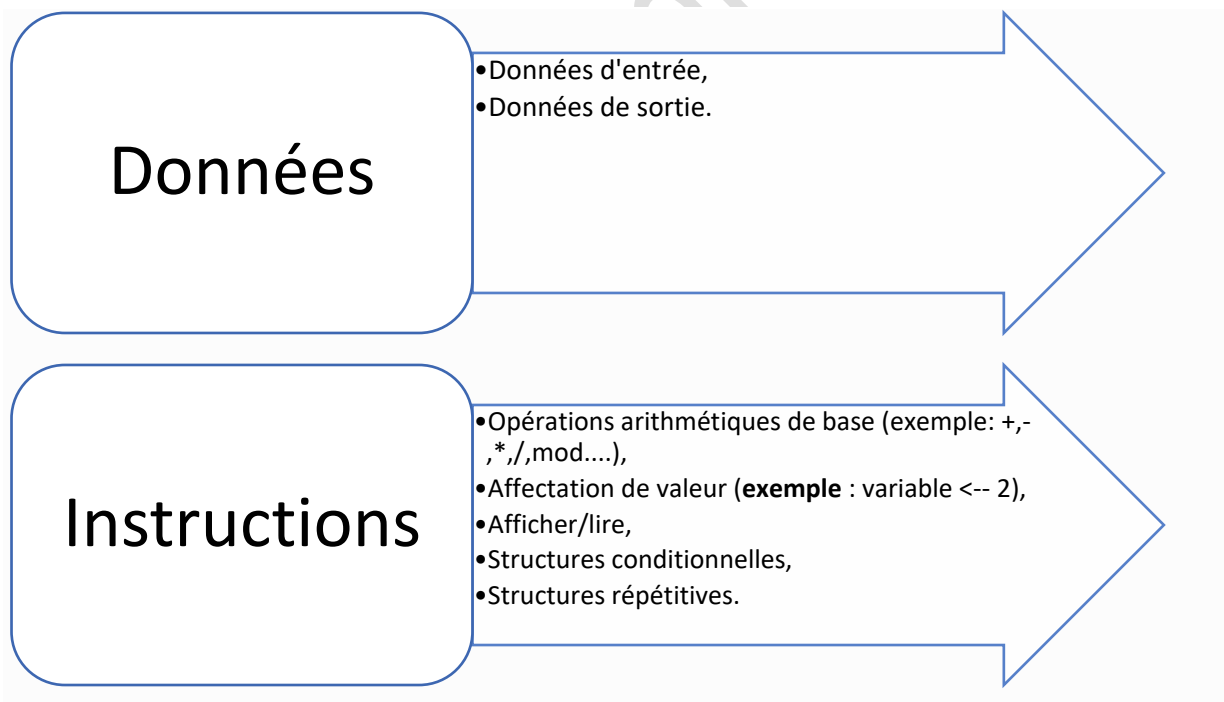 Données
•Données d'entrée,
•Données de sortie.
Instructions
•Opérations arithmétiques de base (exemple: +,-
,*,/,mod....),
•Affectation de valeur (exemple : variable <-- 2),
•Afficher/lire,
•Structures conditionnelles,
•Structures répétitives.